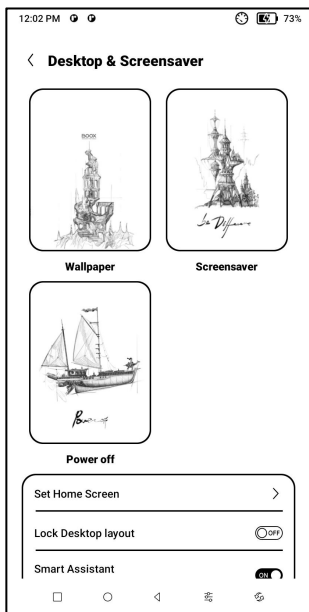 12:02 PM 73%
Desktop & Screensaver
BOOX
Wallpaper
Screensaver
Power off
Set Home Screen
Lock Desktop layout OFF
Smart Assistant ON